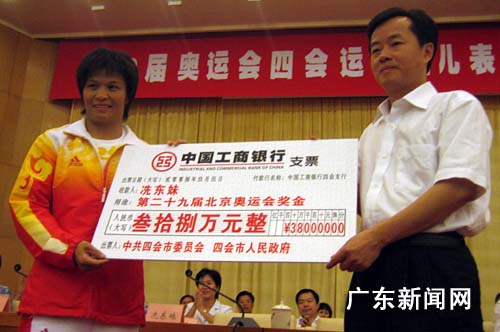 届奥运会四会运
儿表
中国工商银行 支票
INDUSTRIAL AND COMMERCIAL BANK OF CHINA
付款行名称：中国工商银行四会支行
收款人：冼东妹
用途：第二十九届北京奥运会奖金
人民币
(大写)
叁拾捌万元整
¥38000000
出票人：中共四会市委员会 四会市人民政府
冼东妹
广东新闻网